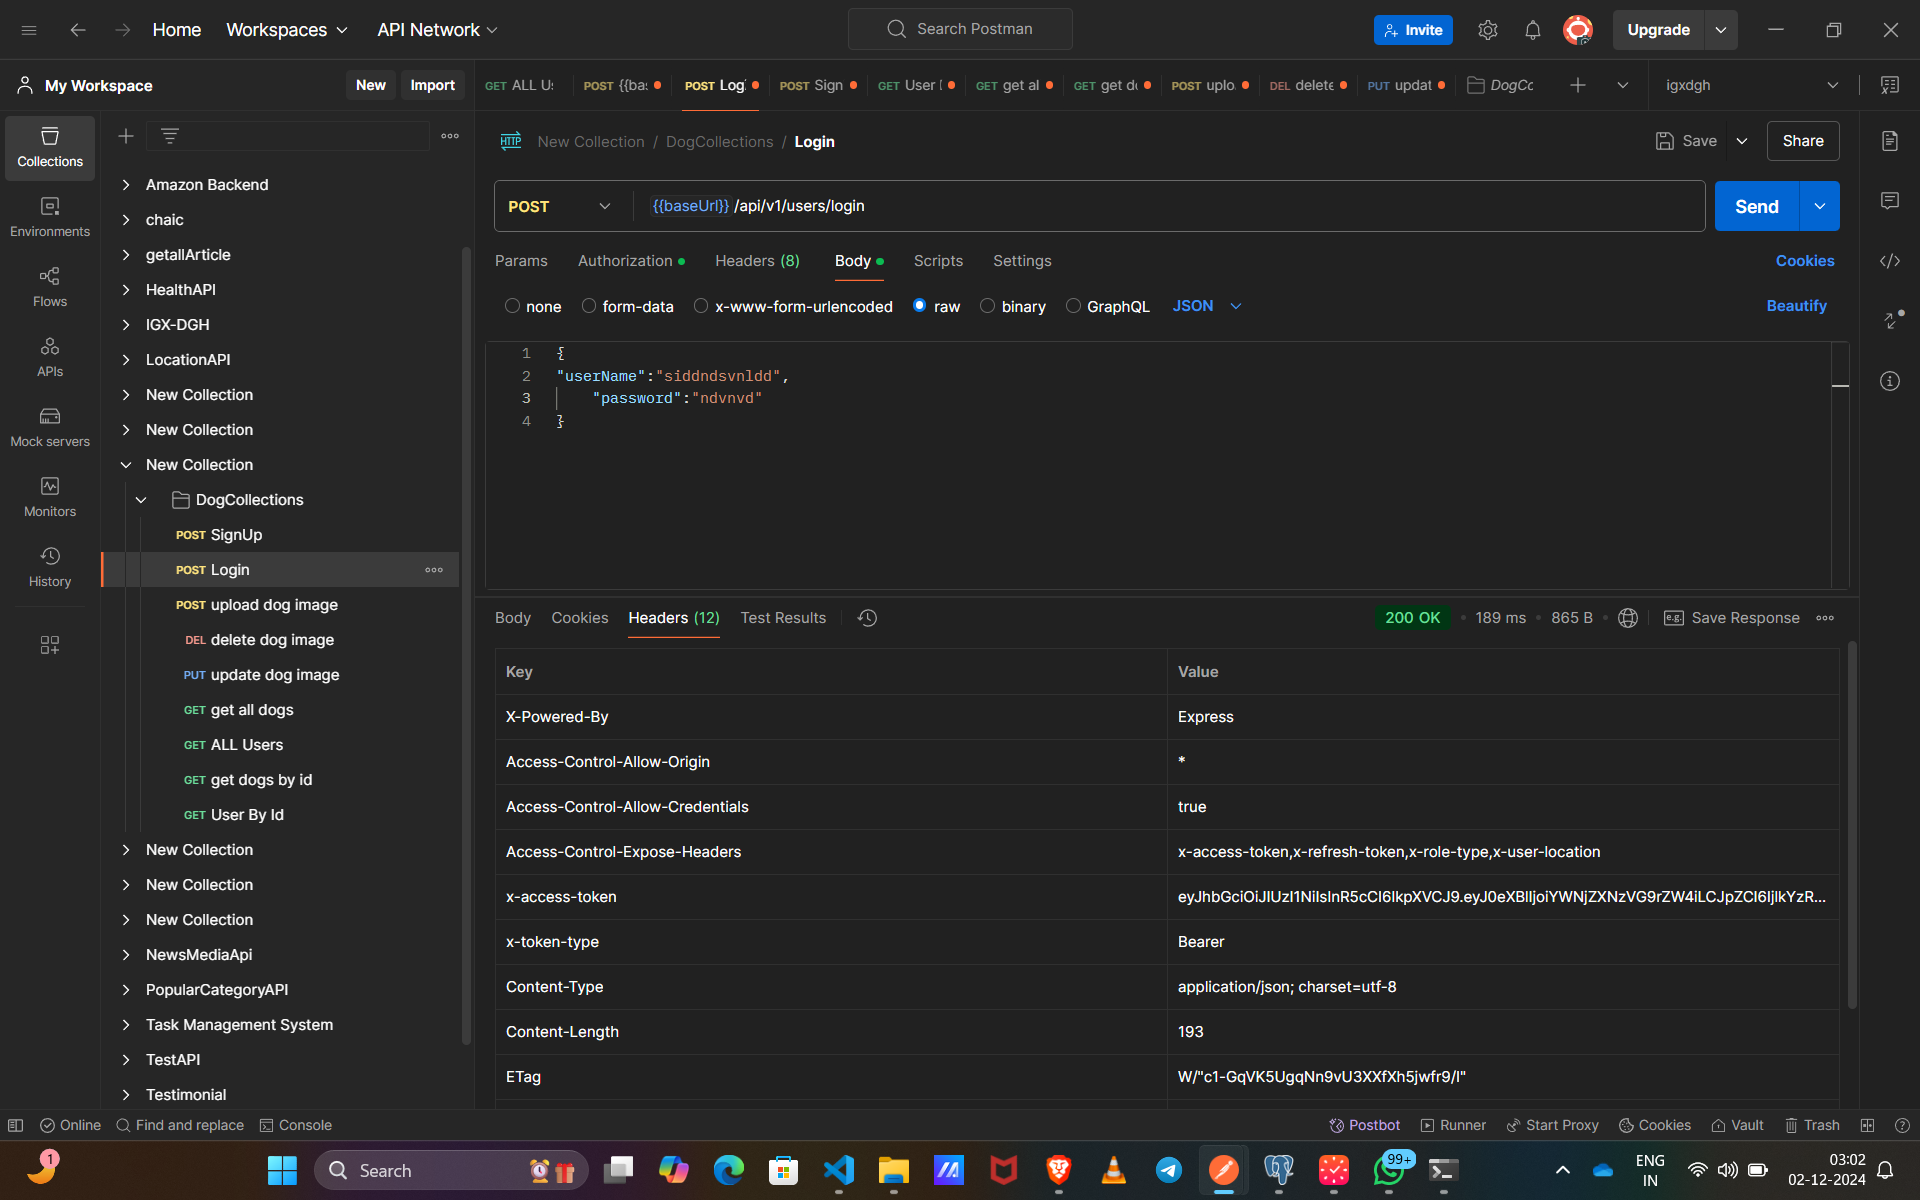 Home Workspaces API Network Search Postman Invite Upgrade
My Workspace New Import GET ALL Us POST {{bas POST Log POST Sign GET User GET get al GET get do POST uplo DEL delete PUT updat DogCo igxdgh
New Collection / DogCollections / Login Save Share
Collections
Environments
Flows
APIs
Mock servers
Monitors
History
Amazon Backend
chaic
getallArticle
HealthAPI
IGX-DGH
LocationAPI
New Collection
New Collection
New Collection
DogCollections
POST SignUp
POST Login
POST upload dog image
DEL delete dog image
PUT update dog image
GET get all dogs
GET ALL Users
GET get dogs by id
GET User By Id
New Collection
New Collection
New Collection
NewsMediaApi
PopularCategoryAPI
Task Management System
TestAPI
Testimonial
HTTP
POST {{baseUrl}} /api/v1/users/login Send
Params Authorization Headers (8) Body Scripts Settings Cookies
none form-data x-www-form-urlencoded raw binary GraphQL JSON Beautify
1 {
2 "userName":"siddndsvnldd",
3 "password":"ndvnvd"
4 }
Body Cookies Headers (12) Test Results 200 OK 189 ms 865 B e.g. Save Response
Key Value
X-Powered-By Express
Access-Control-Allow-Origin *
Access-Control-Allow-Credentials true
Access-Control-Expose-Headers x-access-token,x-refresh-token,x-role-type,x-user-location
x-access-token eyJhbGciOiJIUzI1NiIsInR5cCI6IkpXVCJ9.eyJ0eXBlIjoiYWNjZXNzVG9rZW4iLCJpZCI6IjlkYzR...
x-token-type Bearer
Content-Type application/json; charset=utf-8
Content-Length 193
ETag W/"c1-GqVK5UgqNn9vU3XXfXh5jwfr9/I"
Online Find and replace Console Postbot Runner Start Proxy Cookies Vault Trash
1 Search 99+ ENG IN 03:02 02-12-2024